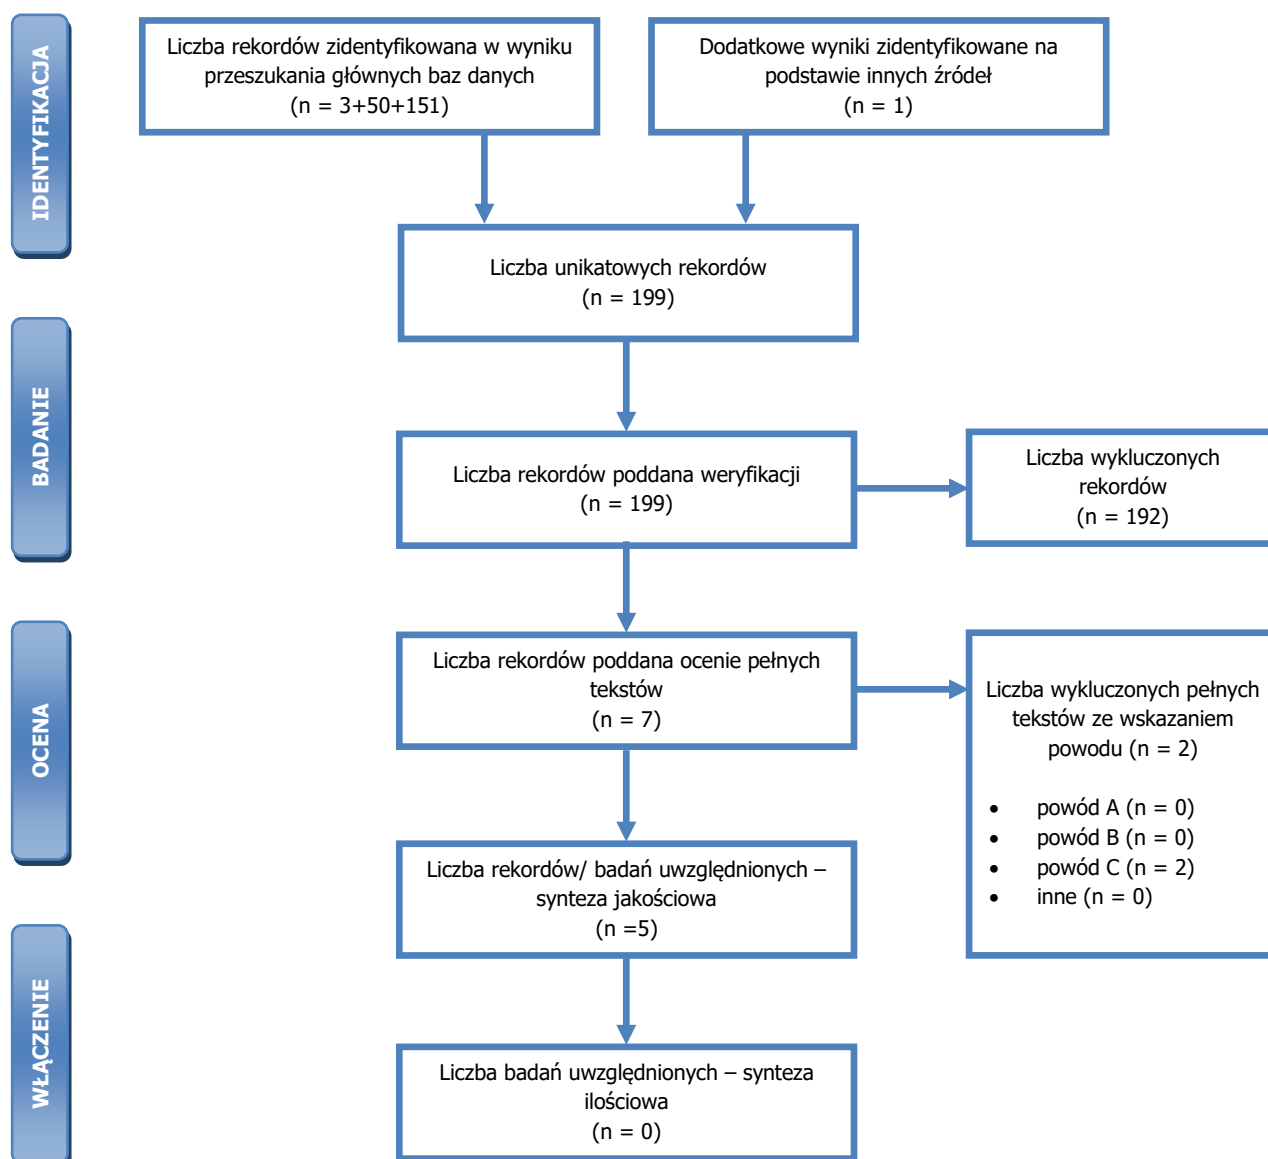 IDENTYFIKACJA
Liczba rekordów zidentyfikowana w wyniku
przeszukania głównych baz danych
(n = 3+50+151)
Dodatkowe wyniki zidentyfikowane na
podstawie innych źródeł
(n = 1)
Liczba unikatowych rekordów
(n = 199)
BADANIE
Liczba rekordów poddana weryfikacji
(n = 199)
Liczba wykluczonych
rekordów
(n = 192)
OCENA
Liczba rekordów poddana ocenie pełnych
tekstów
(n = 7)
Liczba wykluczonych pełnych
tekstów ze wskazaniem
powodu (n = 2)
• powód A (n = 0)
• powód B (n = 0)
• powód C (n = 2)
• inne (n = 0)
Liczba rekordów/ badań uwzględnionych –
synteza jakościowa
(n =5)
WŁĄCZENIE
Liczba badań uwzględnionych – synteza
ilościowa
(n = 0)